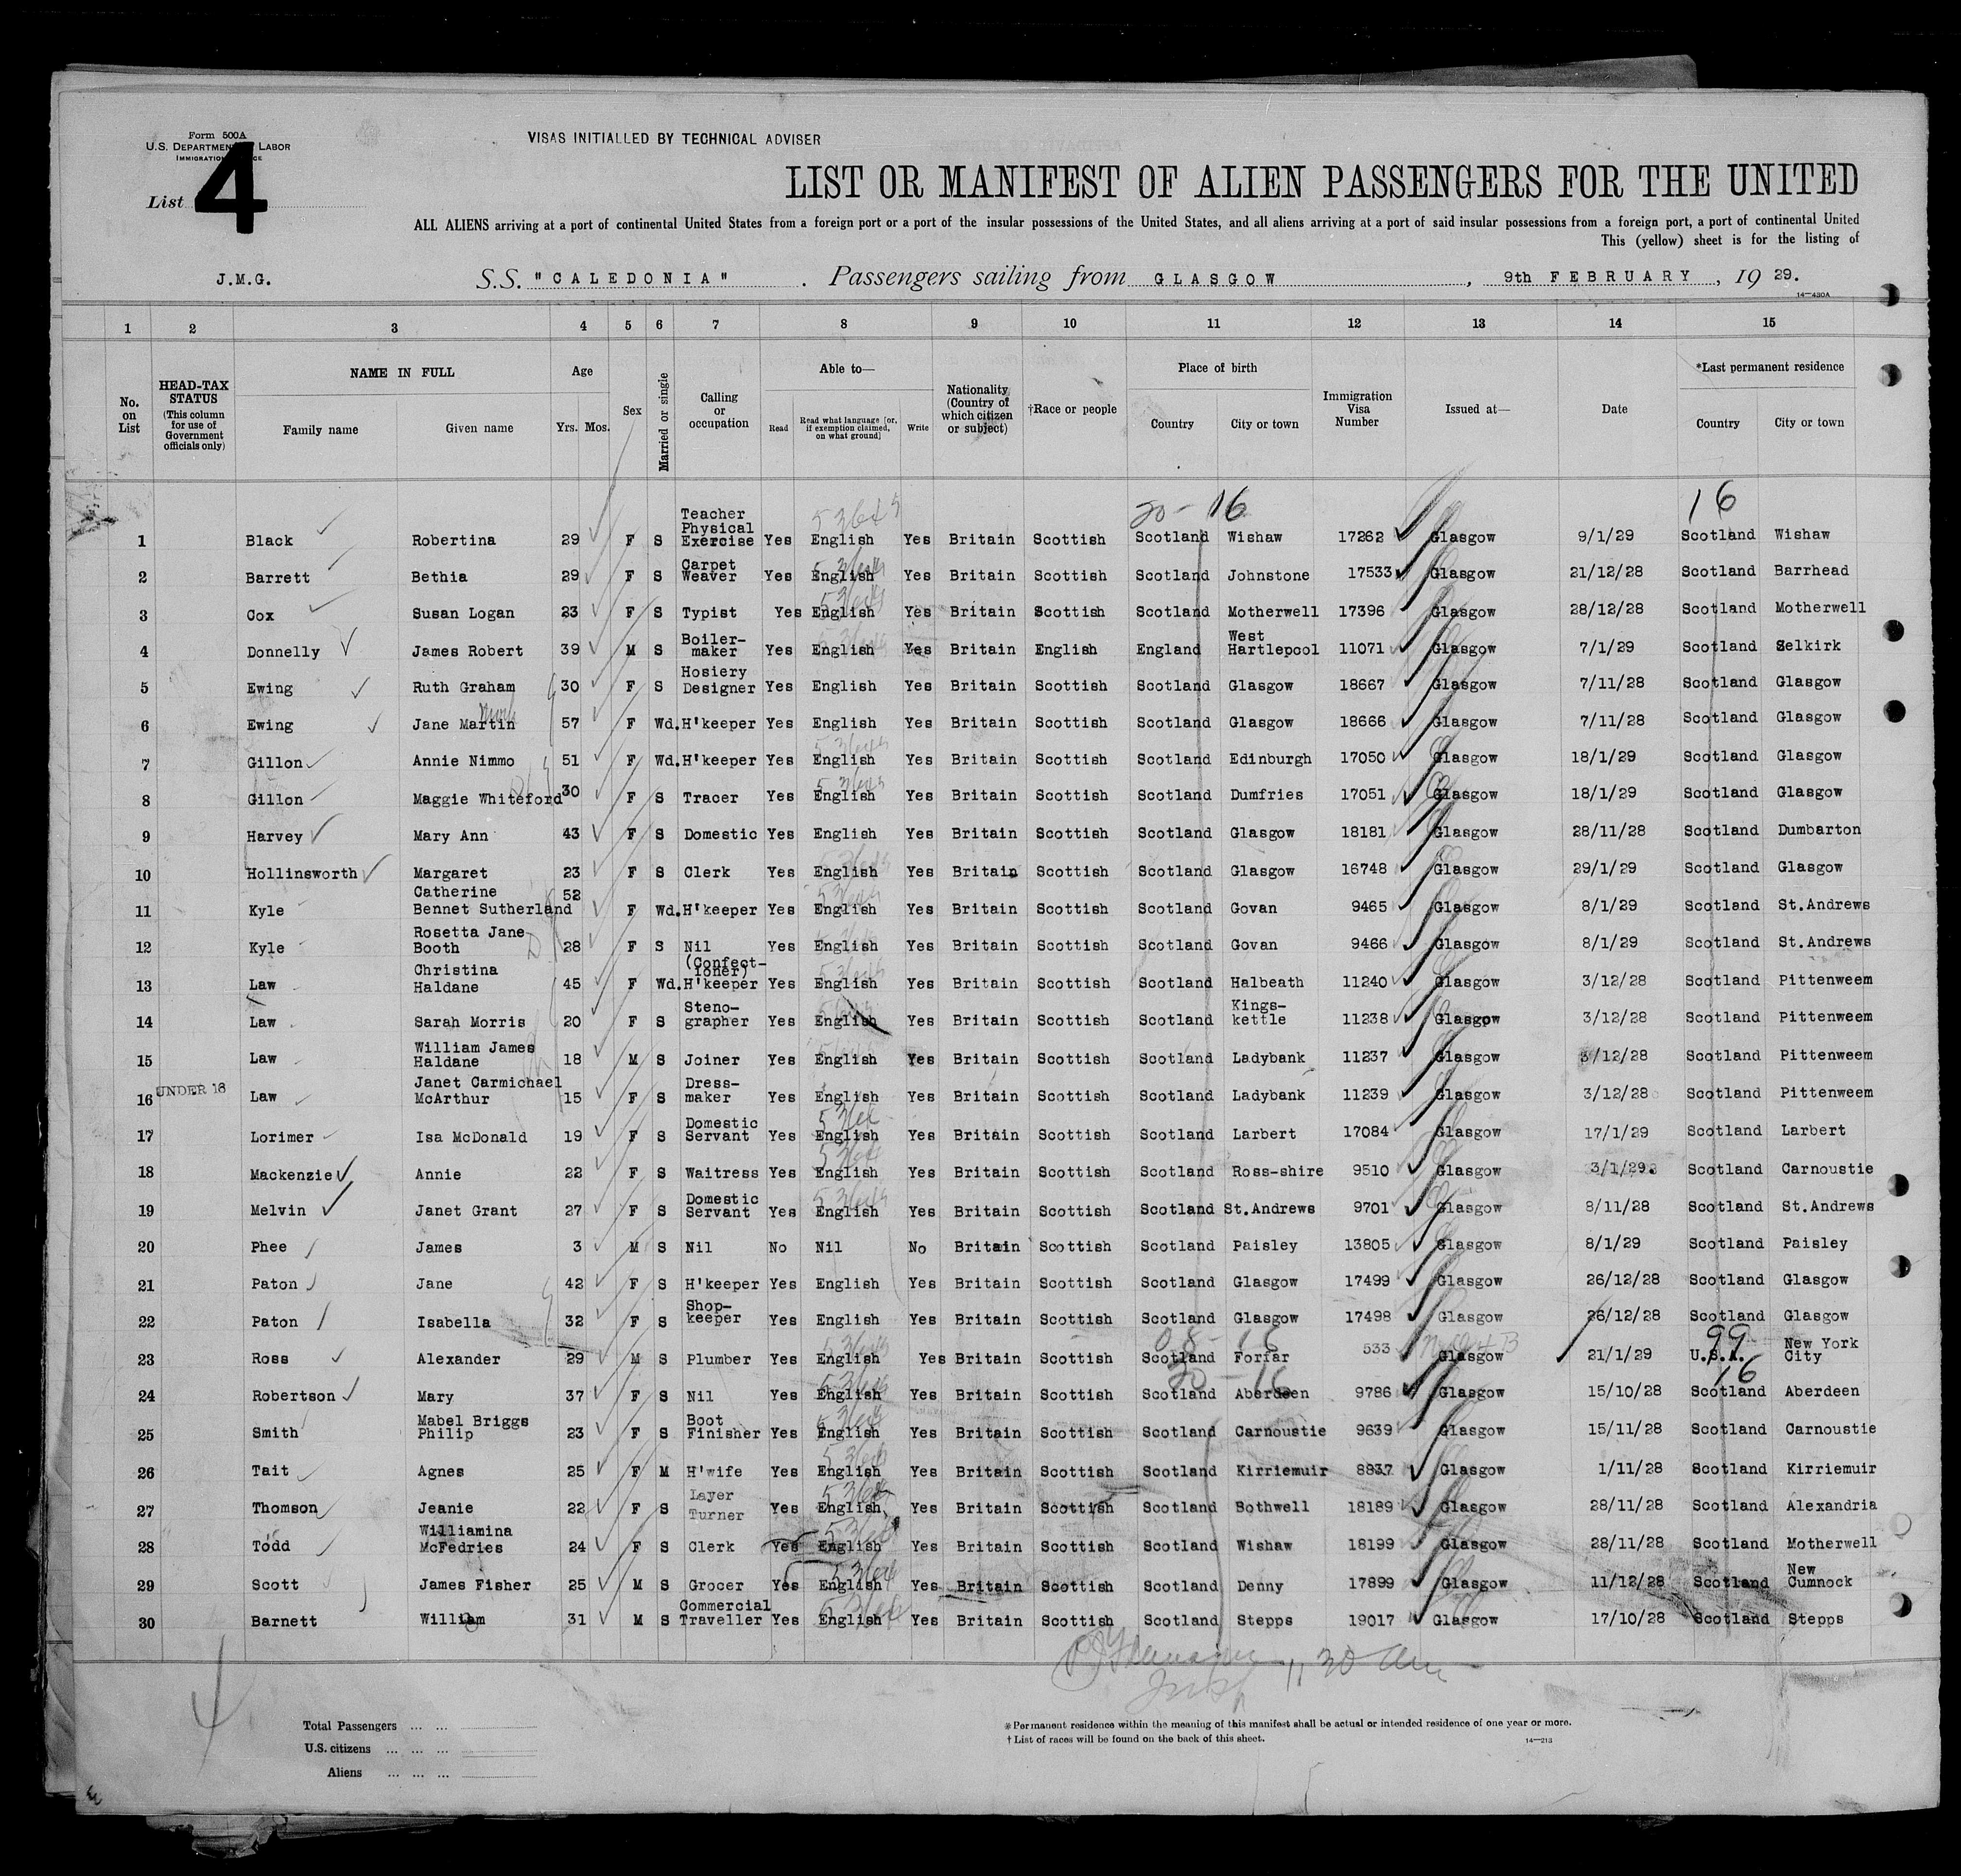 Form 500A
U.S. DEPARTMENT LABOR
IMMIGRATION
VISAS INITIALLED BY TECHNICAL ADVISER
List 4
LIST OR MANIFEST OF ALIEN PASSENGERS FOR THE UNITED
ALL ALIENS arriving at a port of continental United States from a foreign port or a port of the insular possessions of the United States, and all aliens arriving at a port of said insular possessions from a foreign port, a port of continental United
This (yellow) sheet is for the listing of
J.M.G. S.S. "CALEDONIA". Passengers sailing from GLASGOW, 9th FEBRUARY, 19 29.
14—430A
1 2 3 4 5 6 7 8 9 10 11 12 13 14 15
No. on List
HEAD-TAX STATUS (This column for use of Government officials only)
NAME IN FULL
Family name Given name
Age
Yrs. Mos.
Sex
Married or single
Calling or occupation
Able to—
Read Read what language [or, if exemption claimed, on what ground] Write
Nationality (Country of which citizen or subject)
†Race or people
Place of birth
Country City or town
Immigration Visa Number
Issued at—
Date
*Last permanent residence
Country City or town
20 - 16 16
1 Black Robertina 29 F S Teacher Physical Exercise Yes English Yes Britain Scottish Scotland Wishaw 17262 Glasgow 9/1/29 Scotland Wishaw
2 Barrett Bethia 29 F S Carpet Weaver Yes English Yes Britain Scottish Scotland Johnstone 17533 Glasgow 21/12/28 Scotland Barrhead
3 Cox Susan Logan 23 F S Typist Yes English Yes Britain Scottish Scotland Motherwell 17396 Glasgow 28/12/28 Scotland Motherwell
4 Donnelly James Robert 39 M S Boiler-maker Yes English Yes Britain English England West Hartlepool 11071 Glasgow 7/1/29 Scotland Selkirk
5 Ewing Ruth Graham 30 F S Hosiery Designer Yes English Yes Britain Scottish Scotland Glasgow 18667 Glasgow 7/11/28 Scotland Glasgow
6 Ewing Jane Martin 57 F Wd. H'keeper Yes English Yes Britain Scottish Scotland Glasgow 18666 Glasgow 7/11/28 Scotland Glasgow
7 Gillon Annie Nimmo 51 F Wd. H'keeper Yes English Yes Britain Scottish Scotland Edinburgh 17050 Glasgow 18/1/29 Scotland Glasgow
8 Gillon Maggie Whiteford 30 F S Tracer Yes English Yes Britain Scottish Scotland Dumfries 17051 Glasgow 18/1/29 Scotland Glasgow
9 Harvey Mary Ann 43 F S Domestic Yes English Yes Britain Scottish Scotland Glasgow 18181 Glasgow 28/11/28 Scotland Dumbarton
10 Hollinsworth Margaret 23 F S Clerk Yes English Yes Britain Scottish Scotland Glasgow 16748 Glasgow 29/1/29 Scotland Glasgow
11 Kyle Catherine Bennet Sutherland 52 F Wd. H'keeper Yes English Yes Britain Scottish Scotland Govan 9465 Glasgow 8/1/29 Scotland St.Andrews
12 Kyle Rosetta Jane Booth 28 F S Nil Yes English Yes Britain Scottish Scotland Govan 9466 Glasgow 8/1/29 Scotland St.Andrews
13 Law Christina Haldane 45 F Wd. (Confect-ioner) H'keeper Yes English Yes Britain Scottish Scotland Halbeath 11240 Glasgow 3/12/28 Scotland Pittenweem
14 Law Sarah Morris 20 F S Steno-grapher Yes English Yes Britain Scottish Scotland Kings-kettle 11238 Glasgow 3/12/28 Scotland Pittenweem
15 Law William James Haldane 18 M S Joiner Yes English Yes Britain Scottish Scotland Ladybank 11237 Glasgow 3/12/28 Scotland Pittenweem
16 UNDER 16 Law Janet Carmichael McArthur 15 F S Dress-maker Yes English Yes Britain Scottish Scotland Ladybank 11239 Glasgow 3/12/28 Scotland Pittenweem
17 Lorimer Isa McDonald 19 F S Domestic Servant Yes English Yes Britain Scottish Scotland Larbert 17084 Glasgow 17/1/29 Scotland Larbert
18 Mackenzie Annie 22 F S Waitress Yes English Yes Britain Scottish Scotland Ross-shire 9510 Glasgow 3/1/29 Scotland Carnoustie
19 Melvin Janet Grant 27 F S Domestic Servant Yes English Yes Britain Scottish Scotland St.Andrews 9701 Glasgow 8/11/28 Scotland St.Andrews
20 Phee James 3 M S Nil No Nil No Britain Scottish Scotland Paisley 13805 Glasgow 8/1/29 Scotland Paisley
21 Paton Jane 42 F S H'keeper Yes English Yes Britain Scottish Scotland Glasgow 17499 Glasgow 26/12/28 Scotland Glasgow
22 Paton Isabella 32 F S Shop-keeper Yes English Yes Britain Scottish Scotland Glasgow 17498 Glasgow 26/12/28 Scotland Glasgow
08 - 16 99
23 Ross Alexander 29 M S Plumber Yes English Yes Britain Scottish Scotland Forfar 533 Glasgow 21/1/29 U.S.A. New York City
20 - 16 16
24 Robertson Mary 37 F S Nil Yes English Yes Britain Scottish Scotland Aberdeen 9786 Glasgow 15/10/28 Scotland Aberdeen
25 Smith Mabel Briggs Philip 23 F S Boot Finisher Yes English Yes Britain Scottish Scotland Carnoustie 9639 Glasgow 15/11/28 Scotland Carnoustie
26 Tait Agnes 25 F M H'wife Yes English Yes Britain Scottish Scotland Kirriemuir 8837 Glasgow 1/11/28 Scotland Kirriemuir
27 Thomson Jeanie 22 F S Layer Turner Yes English Yes Britain Scottish Scotland Bothwell 18189 Glasgow 28/11/28 Scotland Alexandria
28 Todd Williamina McFedries 24 F S Clerk Yes English Yes Britain Scottish Scotland Wishaw 18199 Glasgow 28/11/28 Scotland Motherwell
29 Scott James Fisher 25 M S Grocer Yes English Yes Britain Scottish Scotland Denny 17899 Glasgow 11/12/28 Scotland New Cumnock
30 Barnett William 31 M S Commercial Traveller Yes English Yes Britain Scottish Scotland Stepps 19017 Glasgow 17/10/28 Scotland Stepps
11 30 am
4
Total Passengers ... ...
U.S. citizens ... ... ...
Aliens ... ... ...
* Permanent residence within the meaning of this manifest shall be actual or intended residence of one year or more.
† List of races will be found on the back of this sheet.
14—213